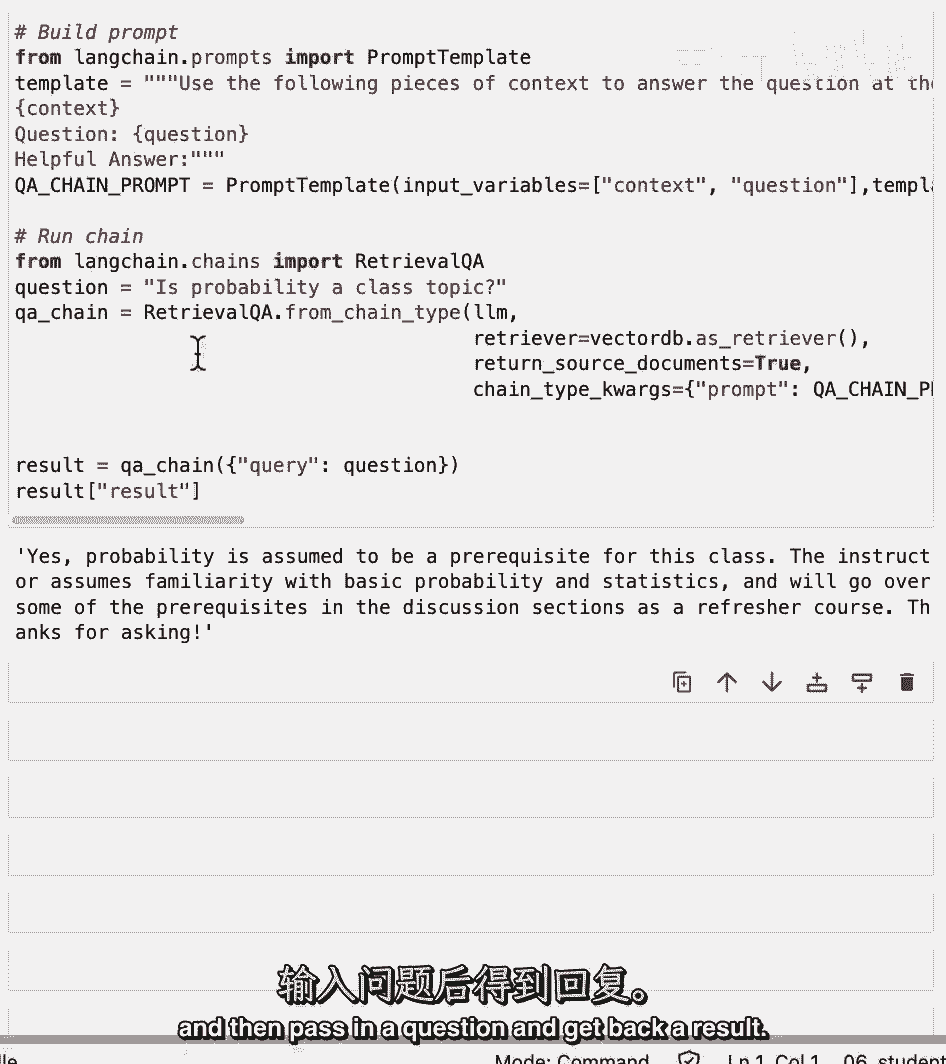 # Build prompt
from langchain.prompts import PromptTemplate
template = """Use the following pieces of context to answer the question at the
{context}
Question: {question}
Helpful Answer:"""
QA_CHAIN_PROMPT = PromptTemplate(input_variables=["context", "question"],templ
# Run chain
from langchain.chains import RetrievalQA
question = "Is probability a class topic?"
qa_chain = RetrievalQA.from_chain_type(llm,
retriever=vectordb.as_retriever(),
return_source_documents=True,
chain_type_kwargs={"prompt": QA_CHAIN_P
result = qa_chain({"query": question})
result["result"]
'Yes, probability is assumed to be a prerequisite for this class. The instruct
or assumes familiarity with basic probability and statistics, and will go over
some of the prerequisites in the discussion sections as a refresher course. Th
anks for asking!'
输入问题后得到回复。
and then pass in a question and get back a result.
Mode: Command Ln 1, Col 1 06_student